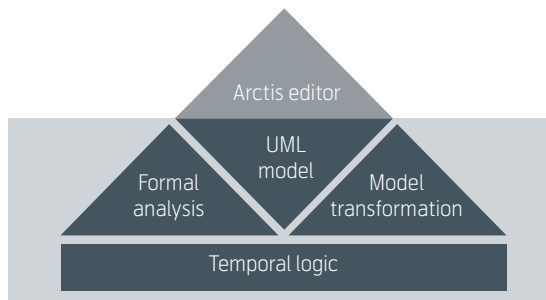 Arctis editor
UML
model
Formal
analysis
Model
transformation
Temporal logic